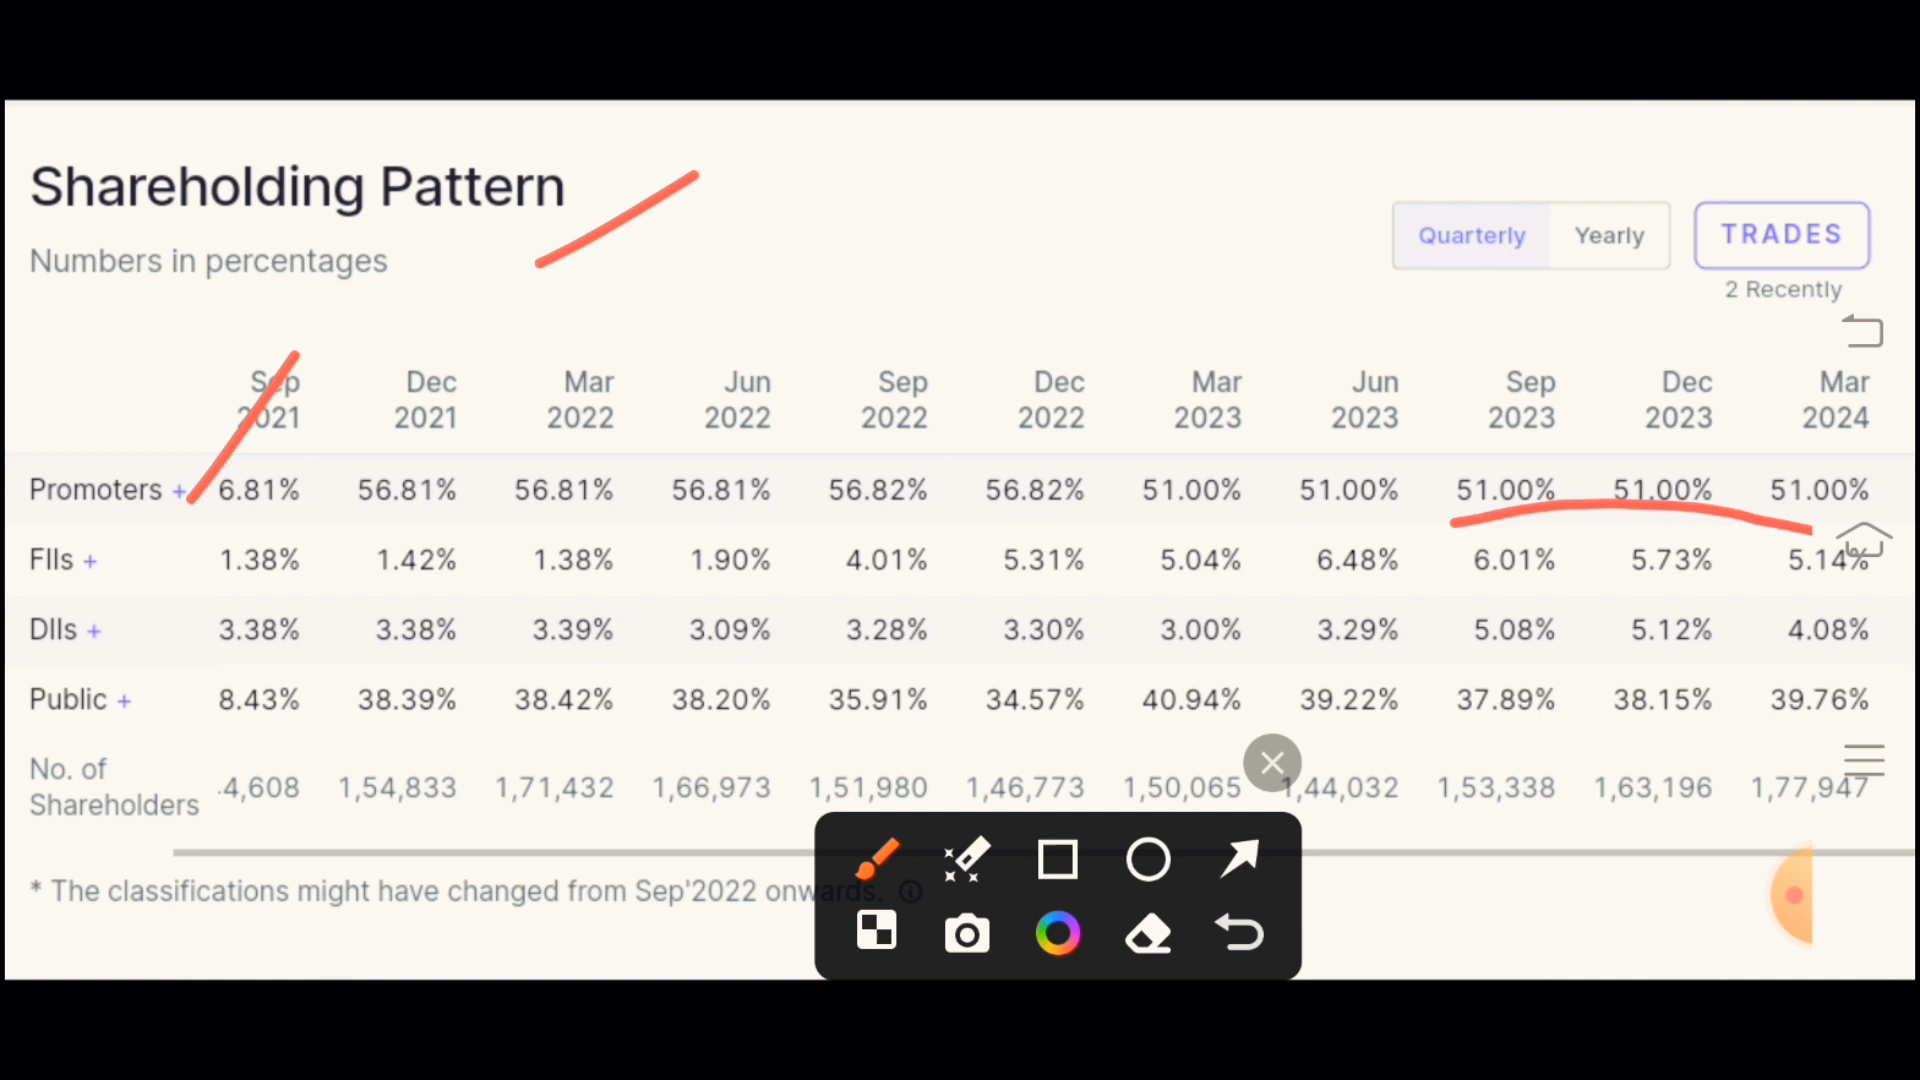 Shareholding Pattern
Numbers in percentages
Quarterly Yearly TRADES
2 Recently
Sep 2021 Dec 2021 Mar 2022 Jun 2022 Sep 2022 Dec 2022 Mar 2023 Jun 2023 Sep 2023 Dec 2023 Mar 2024
Promoters + 6.81% 56.81% 56.81% 56.81% 56.82% 56.82% 51.00% 51.00% 51.00% 51.00% 51.00%
FIIs + 1.38% 1.42% 1.38% 1.90% 4.01% 5.31% 5.04% 6.48% 6.01% 5.73% 5.14%
DIIs + 3.38% 3.38% 3.39% 3.09% 3.28% 3.30% 3.00% 3.29% 5.08% 5.12% 4.08%
Public + 8.43% 38.39% 38.42% 38.20% 35.91% 34.57% 40.94% 39.22% 37.89% 38.15% 39.76%
No. of Shareholders 4,608 1,54,833 1,71,432 1,66,973 1,51,980 1,46,773 1,50,065 1,44,032 1,53,338 1,63,196 1,77,947
* The classifications might have changed from Sep'2022 onwards.